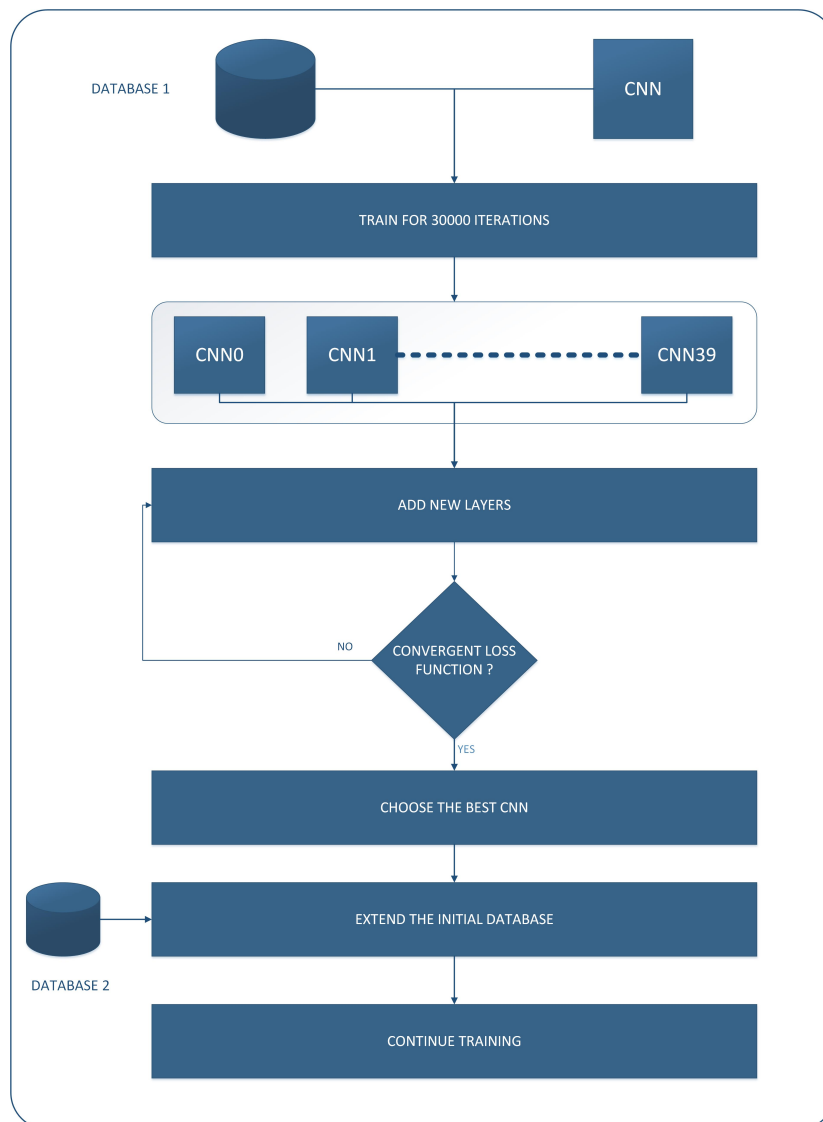 DATABASE 1
CNN
TRAIN FOR 30000 ITERATIONS
CNN0
CNN1
CNN39
ADD NEW LAYERS
CONVERGENT LOSS
FUNCTION ?
NO
YES
CHOOSE THE BEST CNN
EXTEND THE INITIAL DATABASE
DATABASE 2
CONTINUE TRAINING